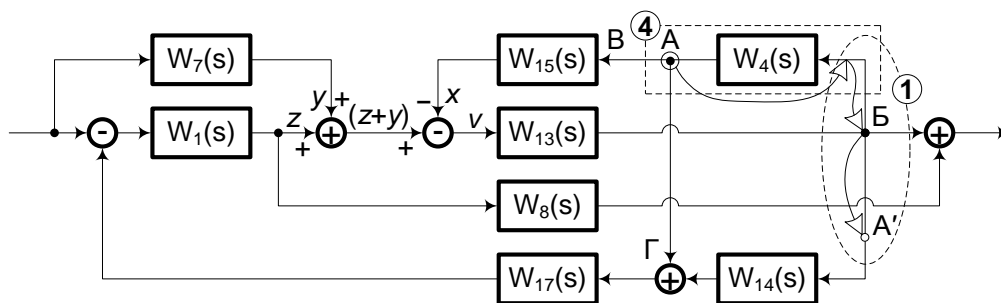 4
B A
W₇(s) W₁₅(s) W₄(s)
1
y + − x Б
(z+y)
- W₁(s) z + - v W₁₃(s) +
+ + +
W₈(s)
Г A'
W₁₇(s) + W₁₄(s)